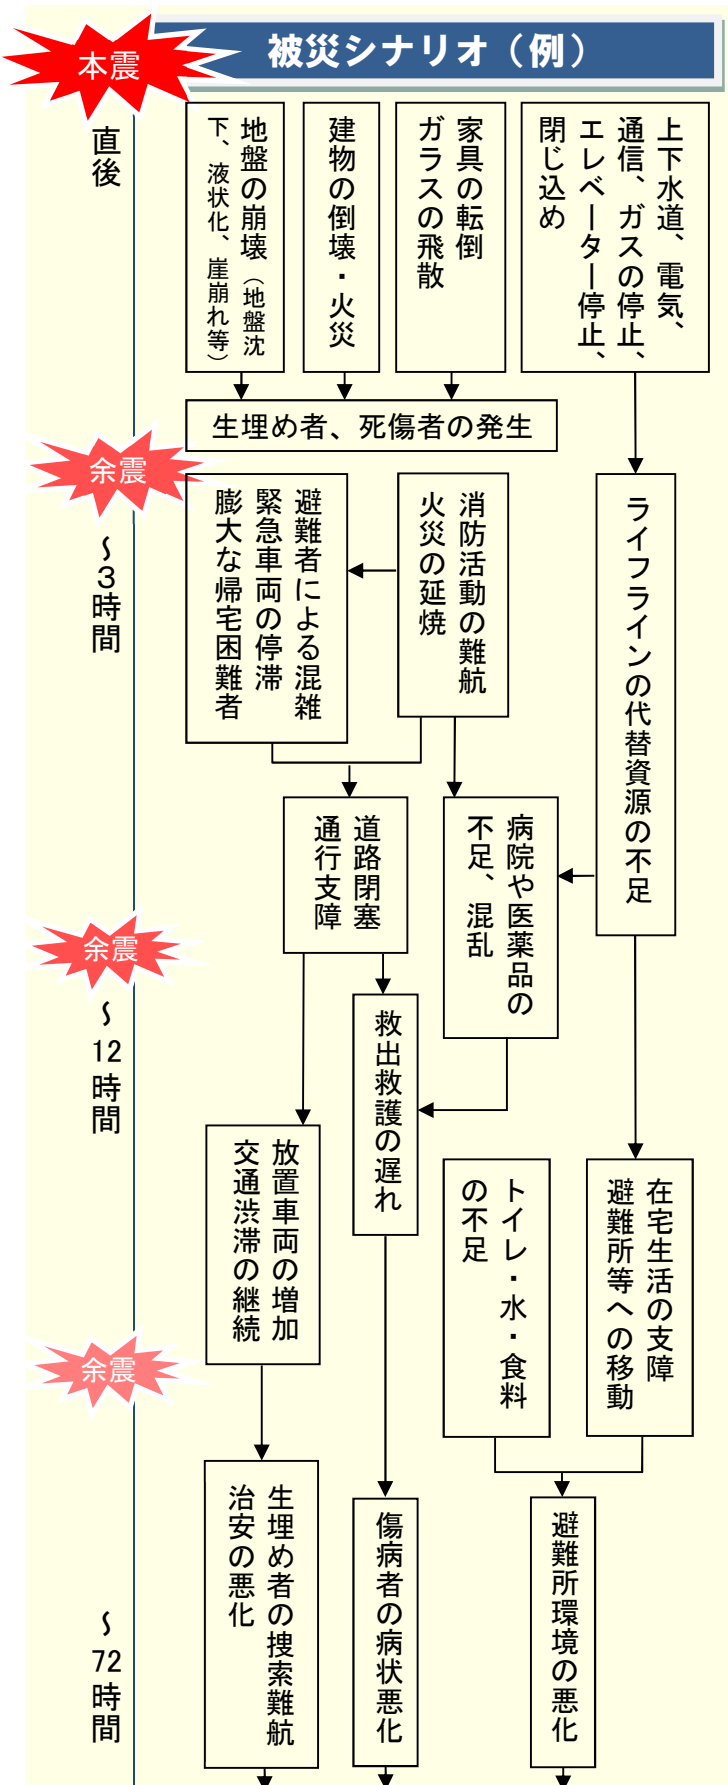 被災シナリオ（例）
本震
直後
上下水道、電気、
通信、ガスの停止、
エレベーター停止、
閉じ込め
家具の転倒
ガラスの飛散
建物の倒壊・火災
地盤の崩壊（地盤沈
下、液状化、崖崩れ等）
生埋め者、死傷者の発生
余震
～3時間
ライフラインの代替資源の不足
消防活動の難航
火災の延焼
避難者による混雑
緊急車両の停滞
膨大な帰宅困難者
病院や医薬品の
不足、混乱
道路閉塞
通行支障
余震
～12時間
救出救護の遅れ
在宅生活の支障
避難所等への移動
トイレ・水・食料
の不足
放置車両の増加
交通渋滞の継続
余震
～72時間
避難所環境の悪化
傷病者の病状悪化
生埋め者の捜索難航
治安の悪化